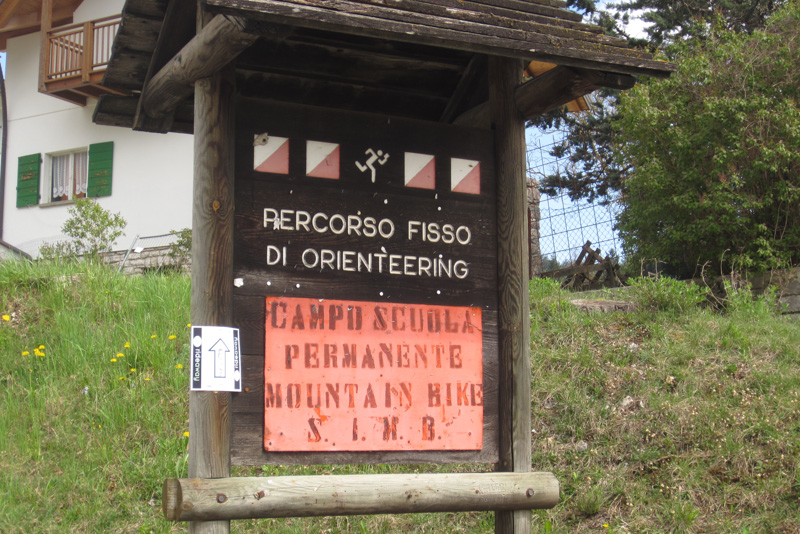 PERCORSO FISSO
DI ORIENTEERING
CAMPO SCUOLA
PERMANENTE
MOUNTAIN BIKE
S. I. M. B.